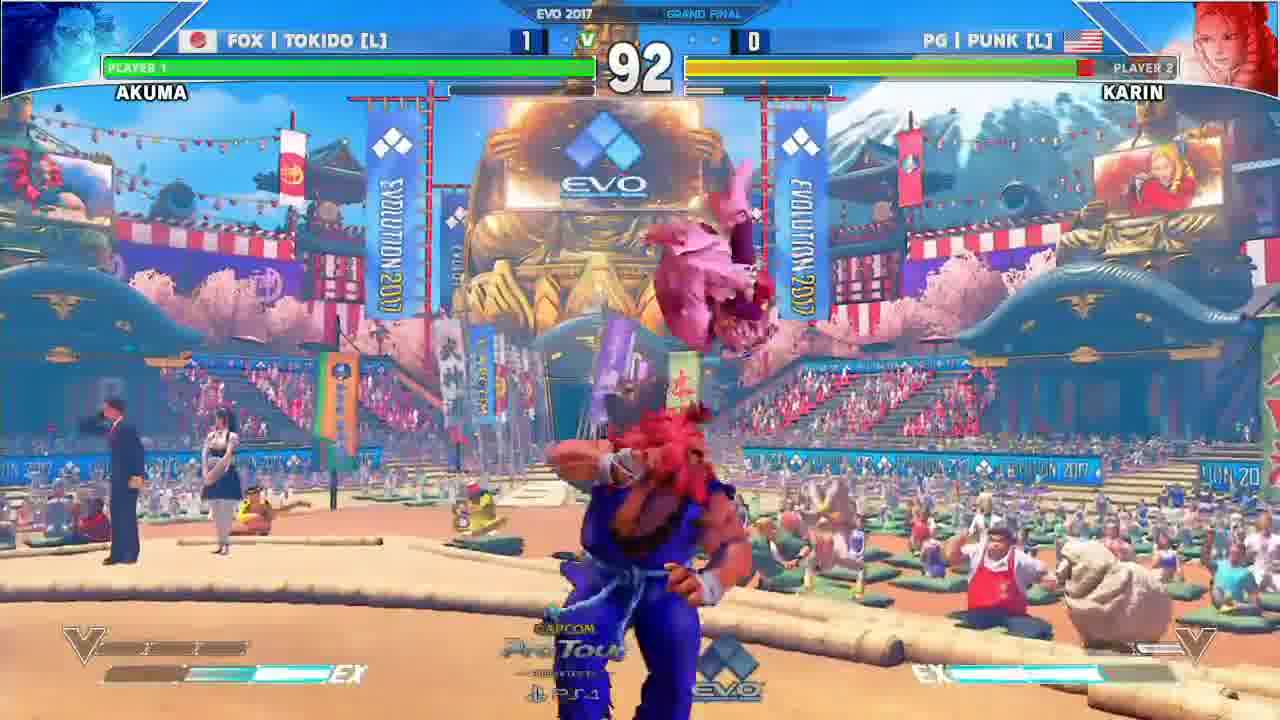 EVO 2017 GRAND FINAL
FOX | TOKIDO [L] 1 V 92 0 PG | PUNK [L]
PLAYER 1 PLAYER 2
AKUMA KARIN
EVO
EVOLUTION 2017
EVOLUTION 2017
V V
EX EX
CAPCOM
PRO TOUR
PS4
EVO